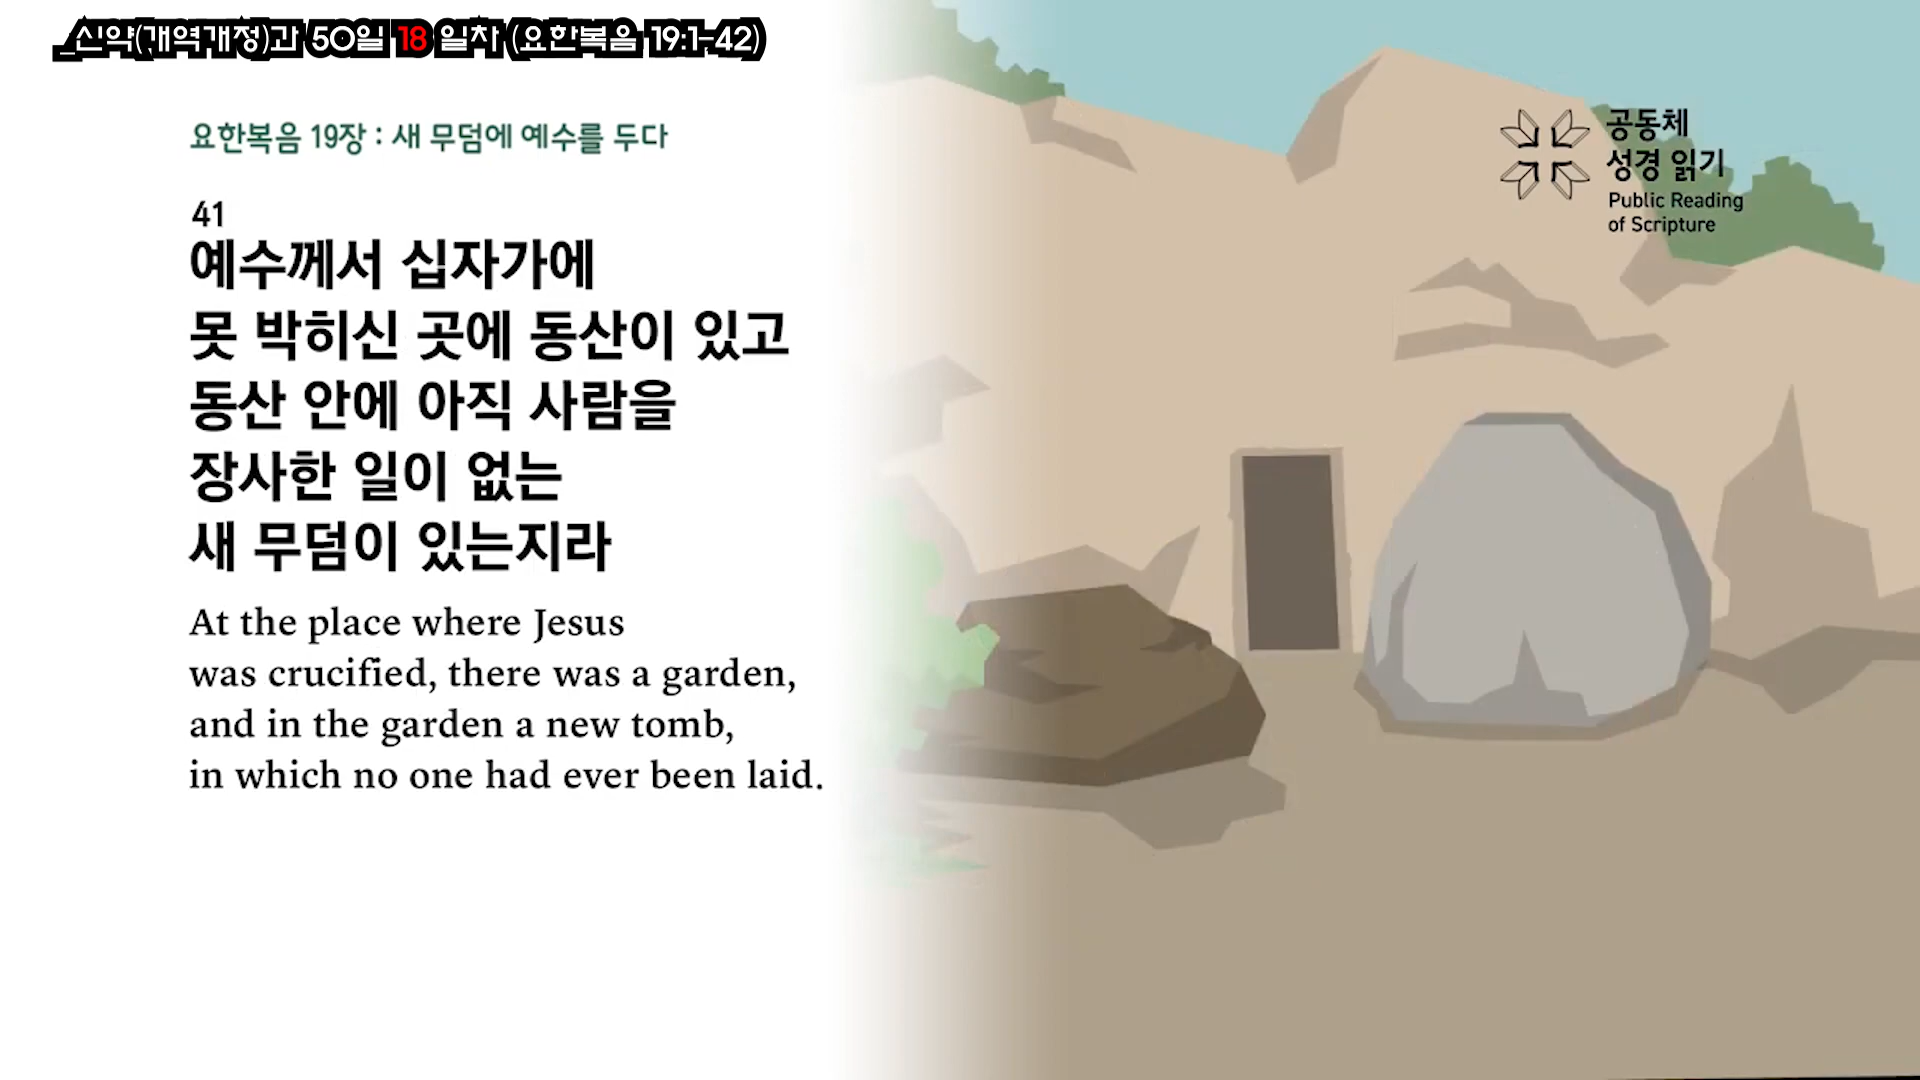 _신약(개역개정)과 50일 18 일차 (요한복음 19:1-42)
요한복음 19장 : 새 무덤에 예수를 두다
41
예수께서 십자가에
못 박히신 곳에 동산이 있고
동산 안에 아직 사람을
장사한 일이 없는
새 무덤이 있는지라
At the place where Jesus
was crucified, there was a garden,
and in the garden a new tomb,
in which no one had ever been laid.
공동체
성경 읽기
Public Reading
of Scripture